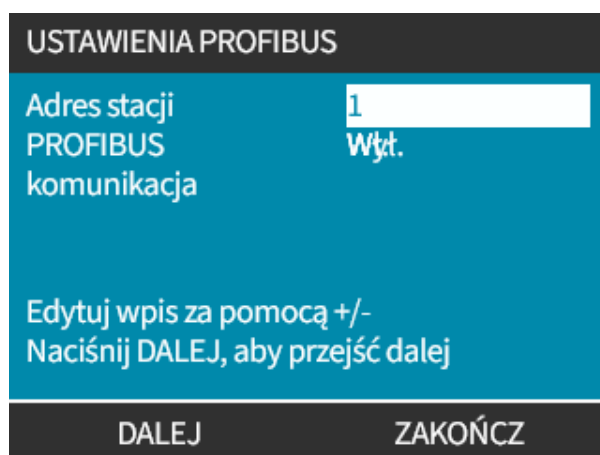 USTAWIENIA PROFIBUS
Adres stacji 1
PROFIBUS
komunikacja
Edytuj wpis za pomocą +/-
Naciśnij DALEJ, aby przejść dalej
DALEJ ZAKOŃCZ